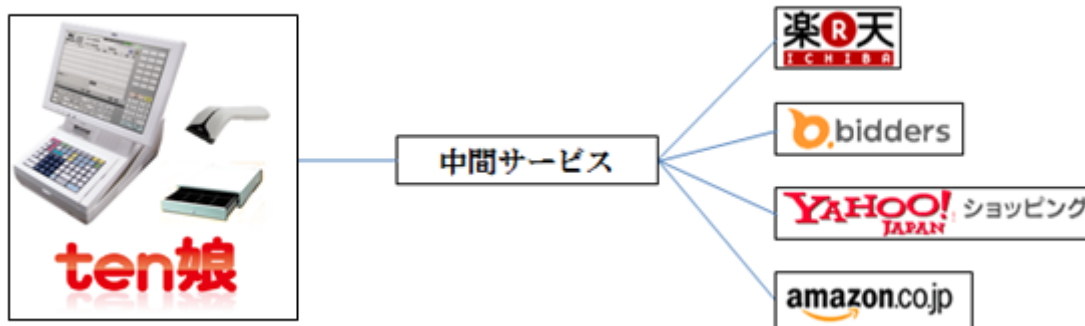 ten娘
中間サービス
楽R天
ICHIBA
bidders
YAHOO! ショッピング
JAPAN
amazon.co.jp